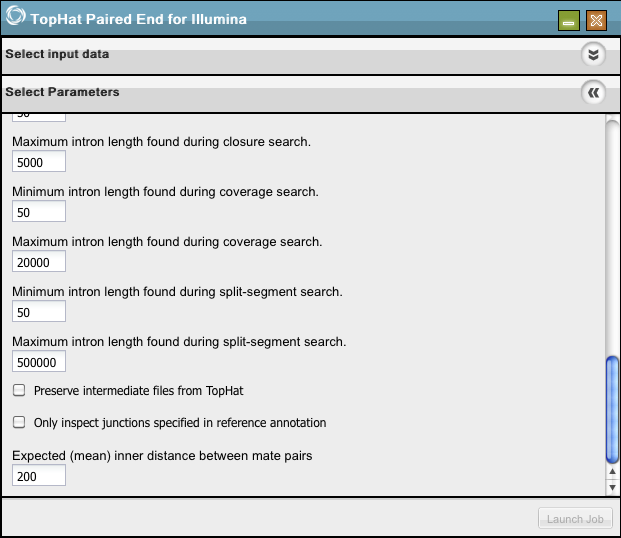 TopHat Paired End for Illumina
Select input data
Select Parameters
Maximum intron length found during closure search.
5000
Minimum intron length found during coverage search.
50
Maximum intron length found during coverage search.
20000
Minimum intron length found during split-segment search.
50
Maximum intron length found during split-segment search.
500000
Preserve intermediate files from TopHat
Only inspect junctions specified in reference annotation
Expected (mean) inner distance between mate pairs
200
Launch Job